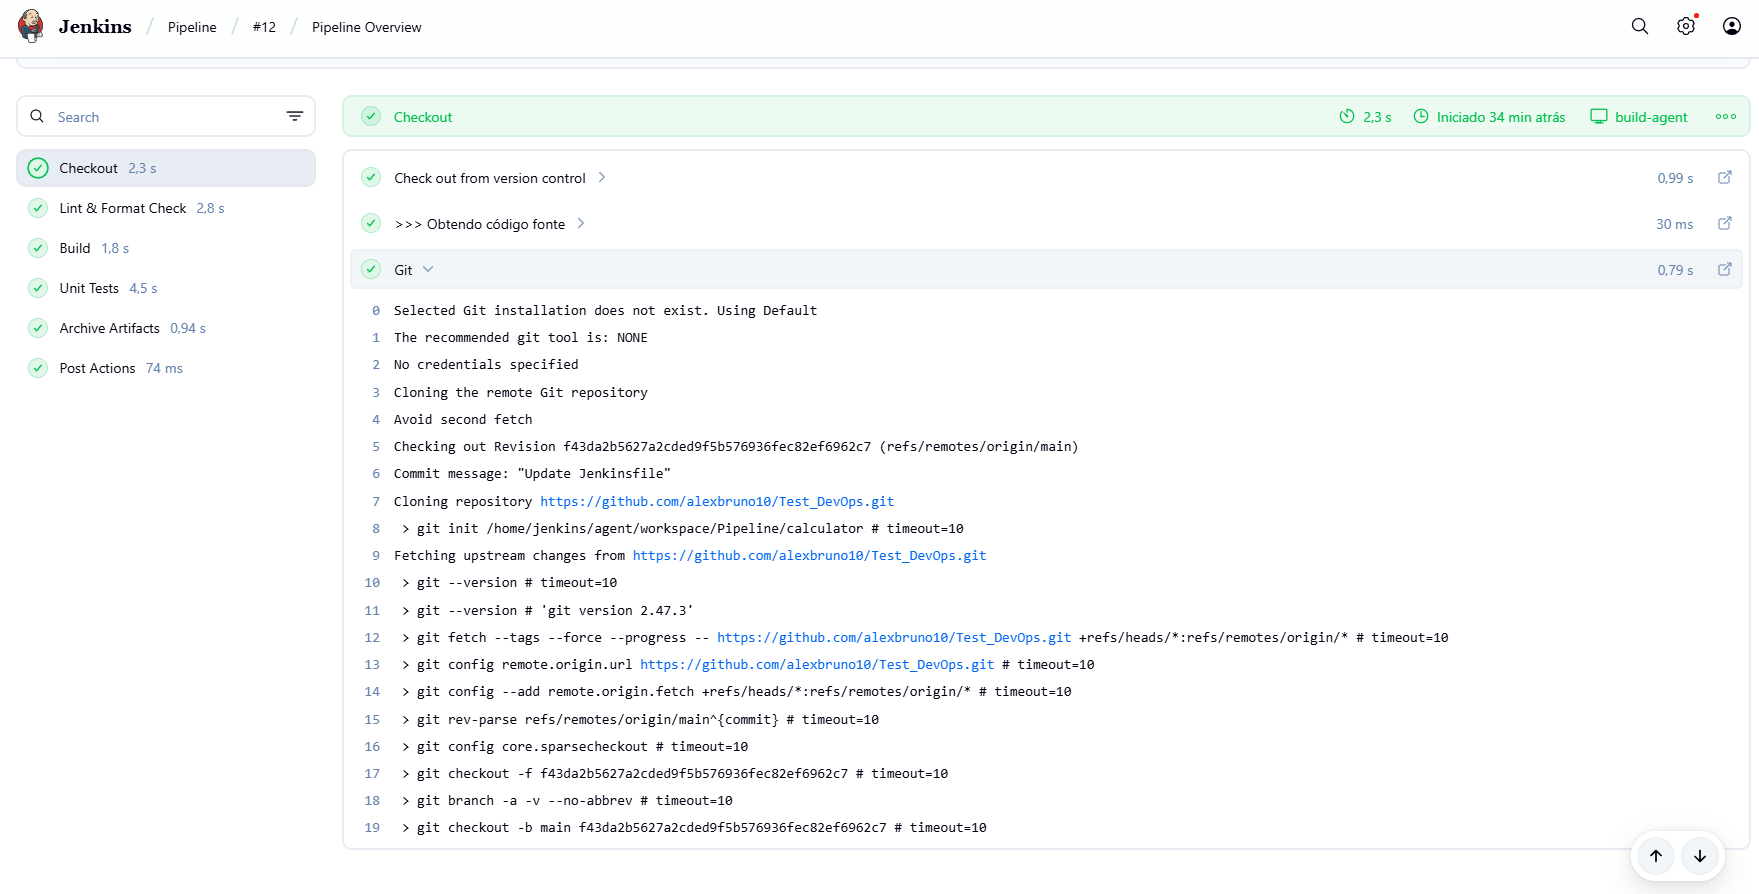 Jenkins / Pipeline / #12 / Pipeline Overview
Search
Checkout 2,3 s
Lint & Format Check 2,8 s
Build 1,8 s
Unit Tests 4,5 s
Archive Artifacts 0,94 s
Post Actions 74 ms
Checkout 2,3 s Iniciado 34 min atrás build-agent
Check out from version control 0,99 s
>>> Obtendo código fonte 30 ms
Git 0,79 s
0 Selected Git installation does not exist. Using Default
1 The recommended git tool is: NONE
2 No credentials specified
3 Cloning the remote Git repository
4 Avoid second fetch
5 Checking out Revision f43da2b5627a2cded9f5b576936fec82ef6962c7 (refs/remotes/origin/main)
6 Commit message: "Update Jenkinsfile"
7 Cloning repository https://github.com/alexbruno10/Test_DevOps.git
8 > git init /home/jenkins/agent/workspace/Pipeline/calculator # timeout=10
9 Fetching upstream changes from https://github.com/alexbruno10/Test_DevOps.git
10 > git --version # timeout=10
11 > git --version # 'git version 2.47.3'
12 > git fetch --tags --force --progress -- https://github.com/alexbruno10/Test_DevOps.git +refs/heads/*:refs/remotes/origin/* # timeout=10
13 > git config remote.origin.url https://github.com/alexbruno10/Test_DevOps.git # timeout=10
14 > git config --add remote.origin.fetch +refs/heads/*:refs/remotes/origin/* # timeout=10
15 > git rev-parse refs/remotes/origin/main^{commit} # timeout=10
16 > git config core.sparsecheckout # timeout=10
17 > git checkout -f f43da2b5627a2cded9f5b576936fec82ef6962c7 # timeout=10
18 > git branch -a -v --no-abbrev # timeout=10
19 > git checkout -b main f43da2b5627a2cded9f5b576936fec82ef6962c7 # timeout=10